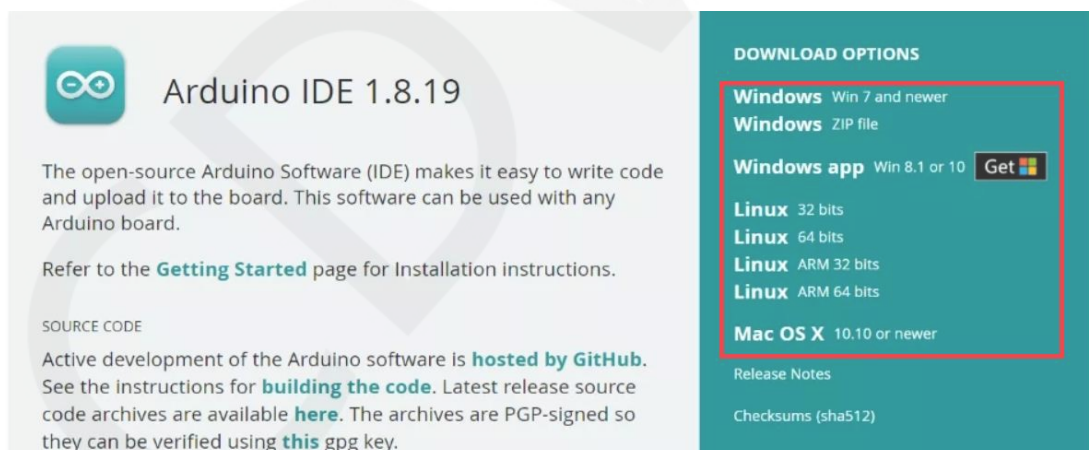 Arduino IDE 1.8.19
The open-source Arduino Software (IDE) makes it easy to write code
and upload it to the board. This software can be used with any
Arduino board.
Refer to the Getting Started page for Installation instructions.
SOURCE CODE
Active development of the Arduino software is hosted by GitHub.
See the instructions for building the code. Latest release source
code archives are available here. The archives are PGP-signed so
they can be verified using this gpg key.
DOWNLOAD OPTIONS
Windows Win 7 and newer
Windows ZIP file
Windows app Win 8.1 or 10 Get
Linux 32 bits
Linux 64 bits
Linux ARM 32 bits
Linux ARM 64 bits
Mac OS X 10.10 or newer
Release Notes
Checksums (sha512)